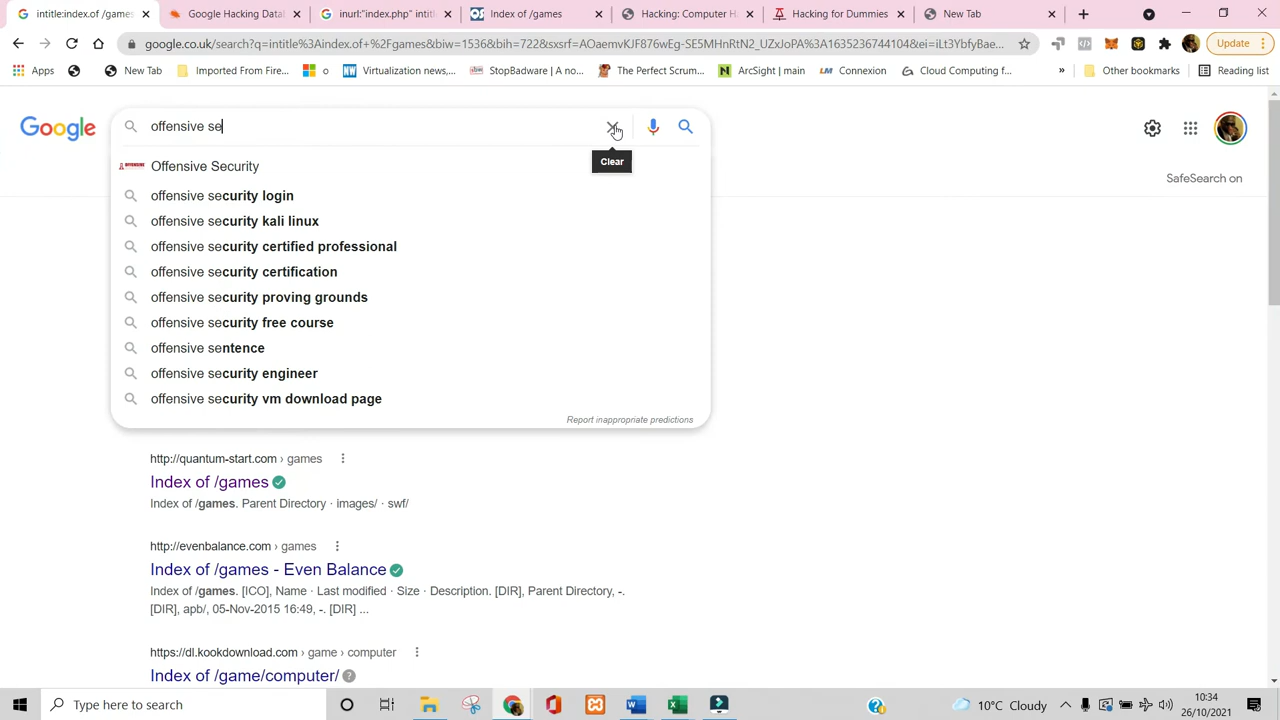 intitle:index.of /games
Google Hacking Datal
inurl:"index.php" intitl
Index of /games
Hacking: Computer H
Hacking for Dummies
New Tab
google.co.uk/search?q=intitle%3Aindex.of+%2Fgames&biw=1536&bih=722&sxsrf=AOaemvKJF876wEg-SE5MHnRtN2_UZxJoPA%3A1635236744104&ei=iLt3YbfyBae...
Update
Apps
New Tab
Imported From Fire...
o
Virtualization news,...
StopBadware | A no...
The Perfect Scrum...
ArcSight | main
Connexion
Cloud Computing f...
»
Other bookmarks
Reading list
Google
offensive se
Clear
SafeSearch on
Offensive Security
offensive security login
offensive security kali linux
offensive security certified professional
offensive security certification
offensive security proving grounds
offensive security free course
offensive sentence
offensive security engineer
offensive security vm download page
Report inappropriate predictions
http://quantum-start.com › games
Index of /games
Index of /games. Parent Directory · images/ · swf/
http://evenbalance.com › games
Index of /games - Even Balance
Index of /games. [ICO], Name · Last modified · Size · Description. [DIR], Parent Directory, -.
[DIR], apb/, 05-Nov-2015 16:49, -. [DIR] ...
https://dl.kookdownload.com › game › computer
Index of /game/computer/
Type here to search
10°C Cloudy
10:34
26/10/2021